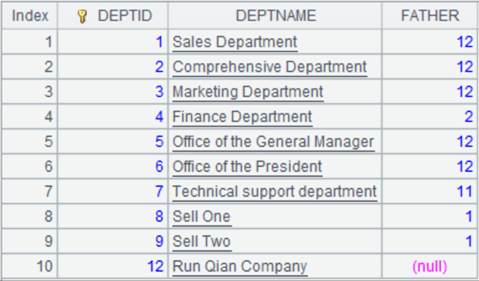 Index DEPTID DEPTNAME FATHER
1 1 Sales Department 12
2 2 Comprehensive Department 12
3 3 Marketing Department 12
4 4 Finance Department 2
5 5 Office of the General Manager 12
6 6 Office of the President 12
7 7 Technical support department 11
8 8 Sell One 1
9 9 Sell Two 1
10 12 Run Qian Company (null)